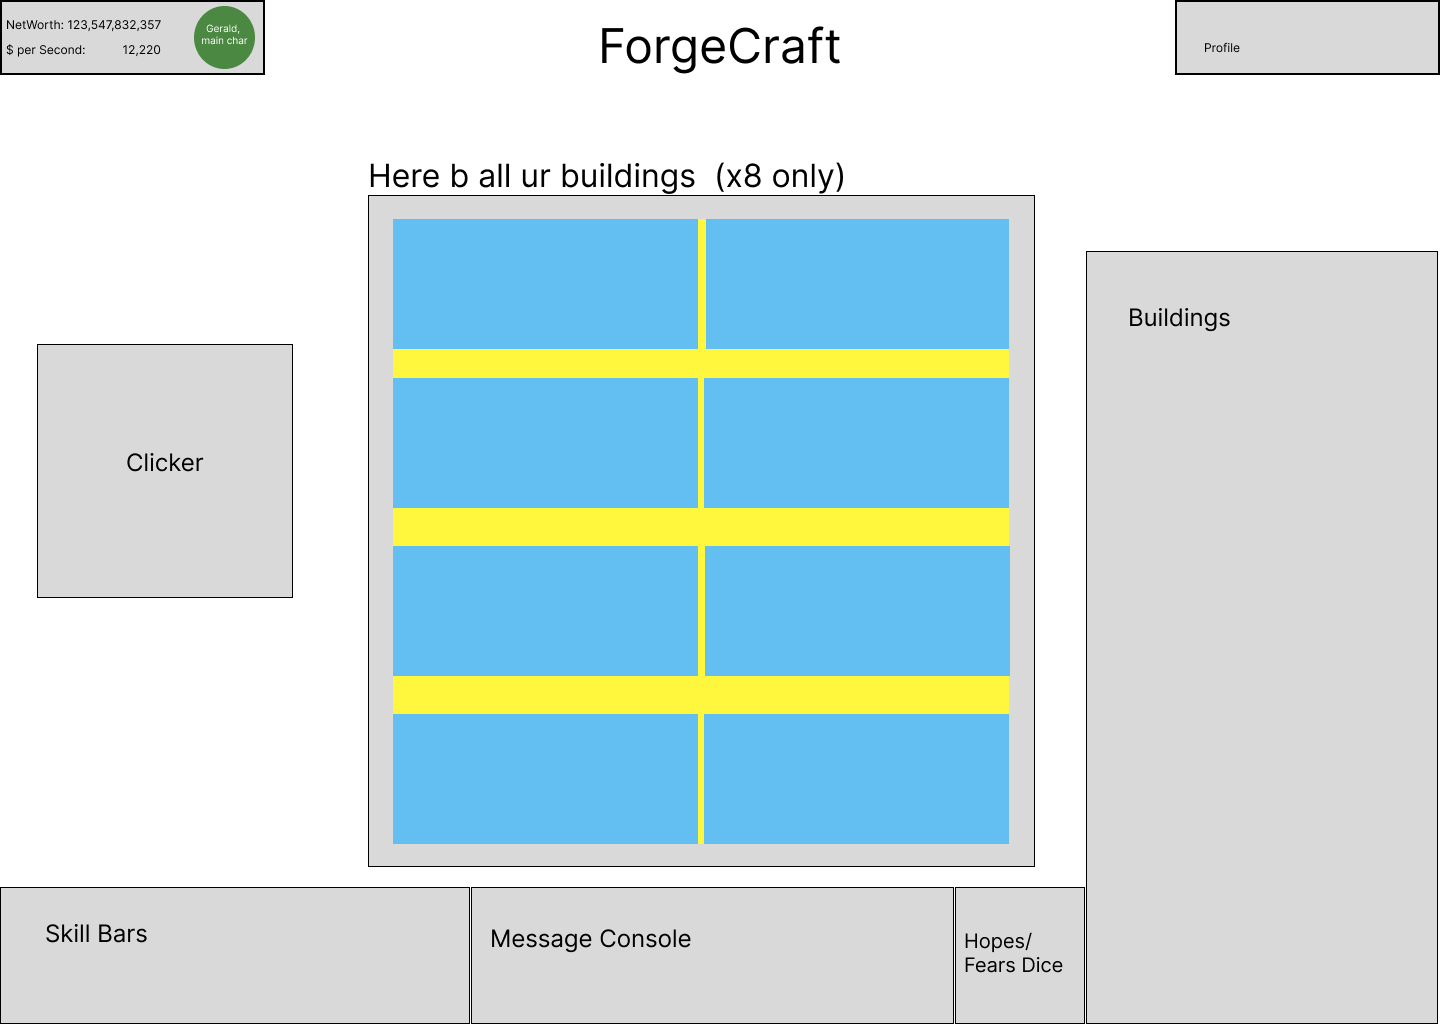 NetWorth: 123,547,832,357
$ per Second: 12,220
Gerald,
main char
ForgeCraft
Profile
Here b all ur buildings (x8 only)
Buildings
Clicker
Skill Bars
Message Console
Hopes/
Fears Dice